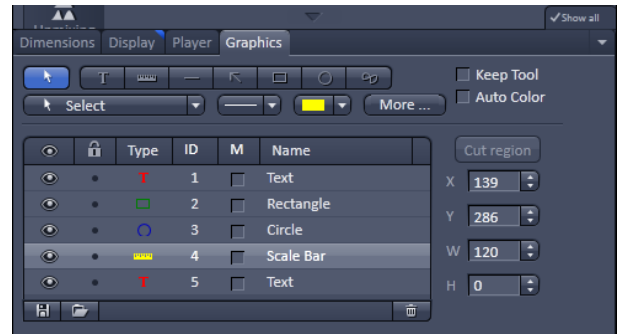 Show all
Dimensions Display Player Graphics
T
Keep Tool
Select More ... Auto Color
Type ID M Name Cut region
T 1 Text X 139
2 Rectangle Y 286
3 Circle
4 Scale Bar W 120
T 5 Text H 0